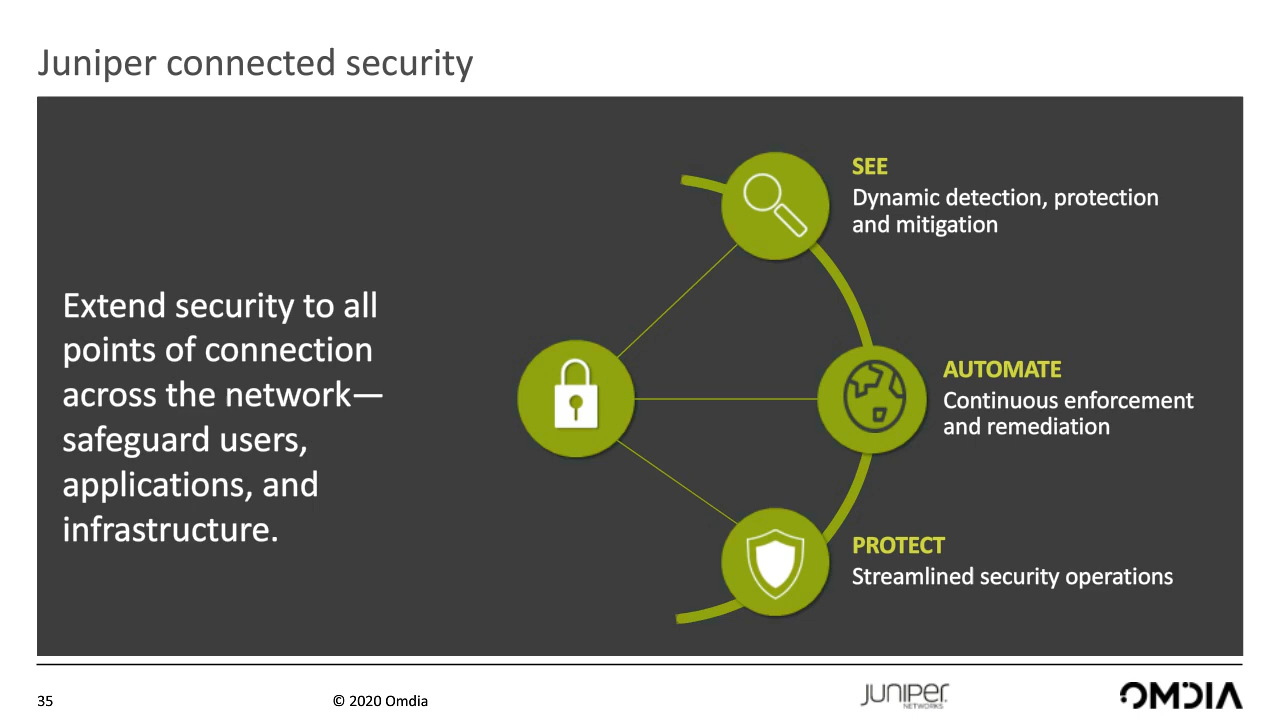 Juniper connected security
Extend security to all
points of connection
across the network—
safeguard users,
applications, and
infrastructure.
SEE
Dynamic detection, protection
and mitigation
AUTOMATE
Continuous enforcement
and remediation
PROTECT
Streamlined security operations
35
© 2020 Omdia
JUNIPER
NETWORKS
OMDIA